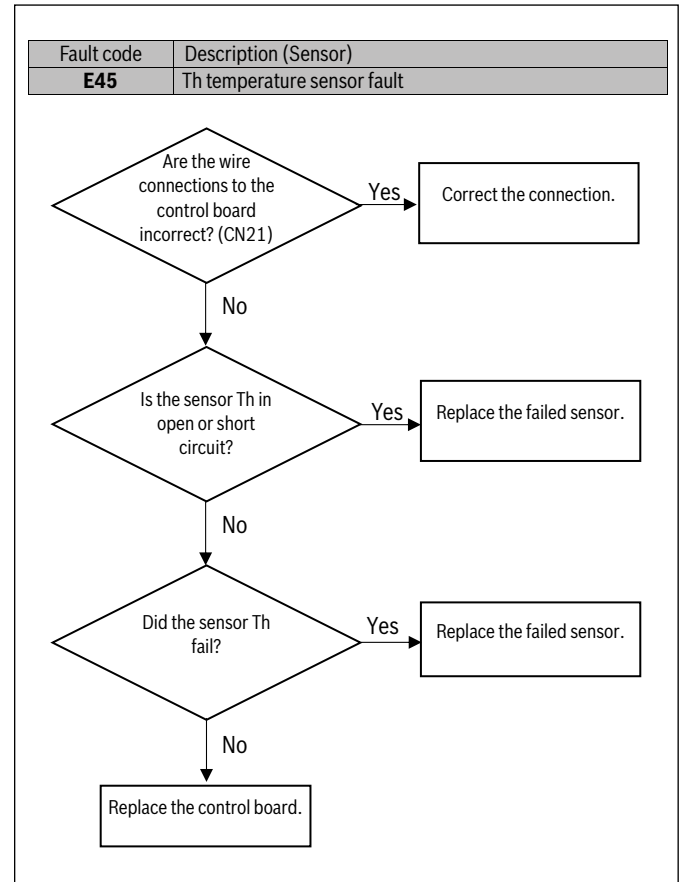 Fault code Description (Sensor)
E45 Th temperature sensor fault
Are the wire
connections to the
control board
incorrect? (CN21)
Yes
Correct the connection.
No
Is the sensor Th in
open or short
circuit?
Yes
Replace the failed sensor.
No
Did the sensor Th
fail?
Yes
Replace the failed sensor.
No
Replace the control board.